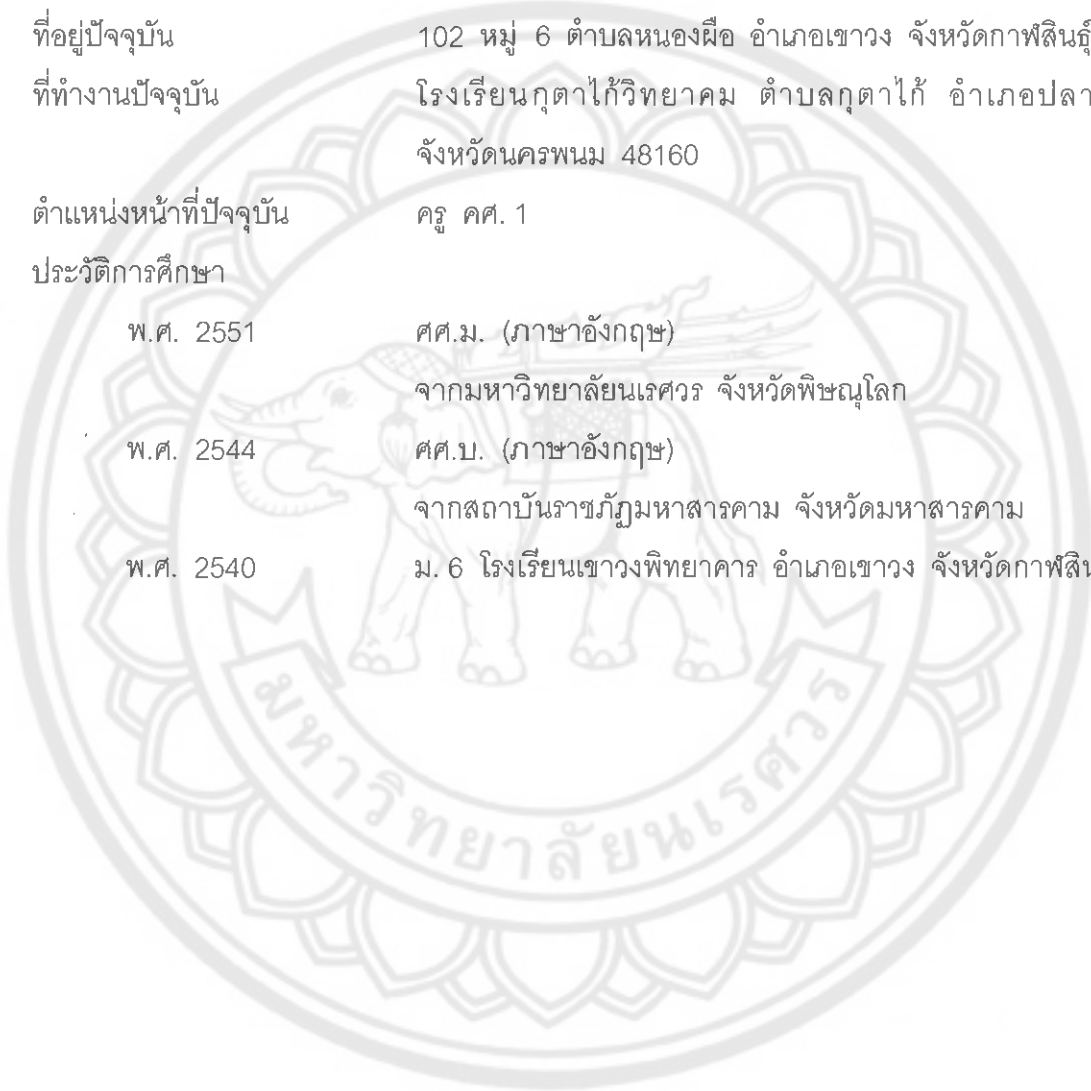 ที่อยู่ปัจจุบัน 102 หมู่ 6 ตำบลหนองผือ อำเภอเขาวง จังหวัดกาฬสินธุ์
ที่ทำงานปัจจุบัน โรงเรียนกุตาไก้วิทยาคม ตำบลกุตาไก้ อำเภอปลา
จังหวัดนครพนม 48160
ตำแหน่งหน้าที่ปัจจุบัน ครู คศ. 1
ประวัติการศึกษา
พ.ศ. 2551 ศศ.ม. (ภาษาอังกฤษ)
จากมหาวิทยาลัยนเรศวร จังหวัดพิษณุโลก
พ.ศ. 2544 ศศ.บ. (ภาษาอังกฤษ)
จากสถาบันราชภัฏมหาสารคาม จังหวัดมหาสารคาม
พ.ศ. 2540 ม. 6 โรงเรียนเขาวงพิทยาคาร อำเภอเขาวง จังหวัดกาฬสิน
มหาวิทยาลัยนเรศวร